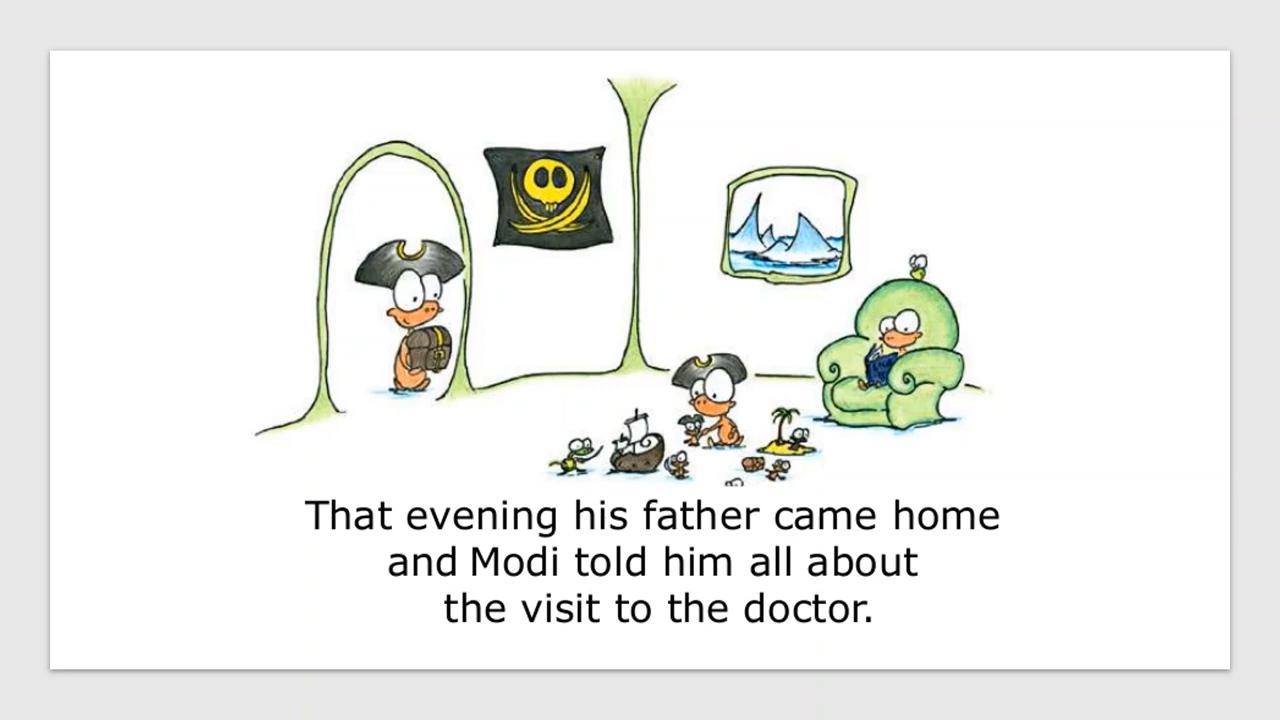 That evening his father came home
and Modi told him all about
the visit to the doctor.